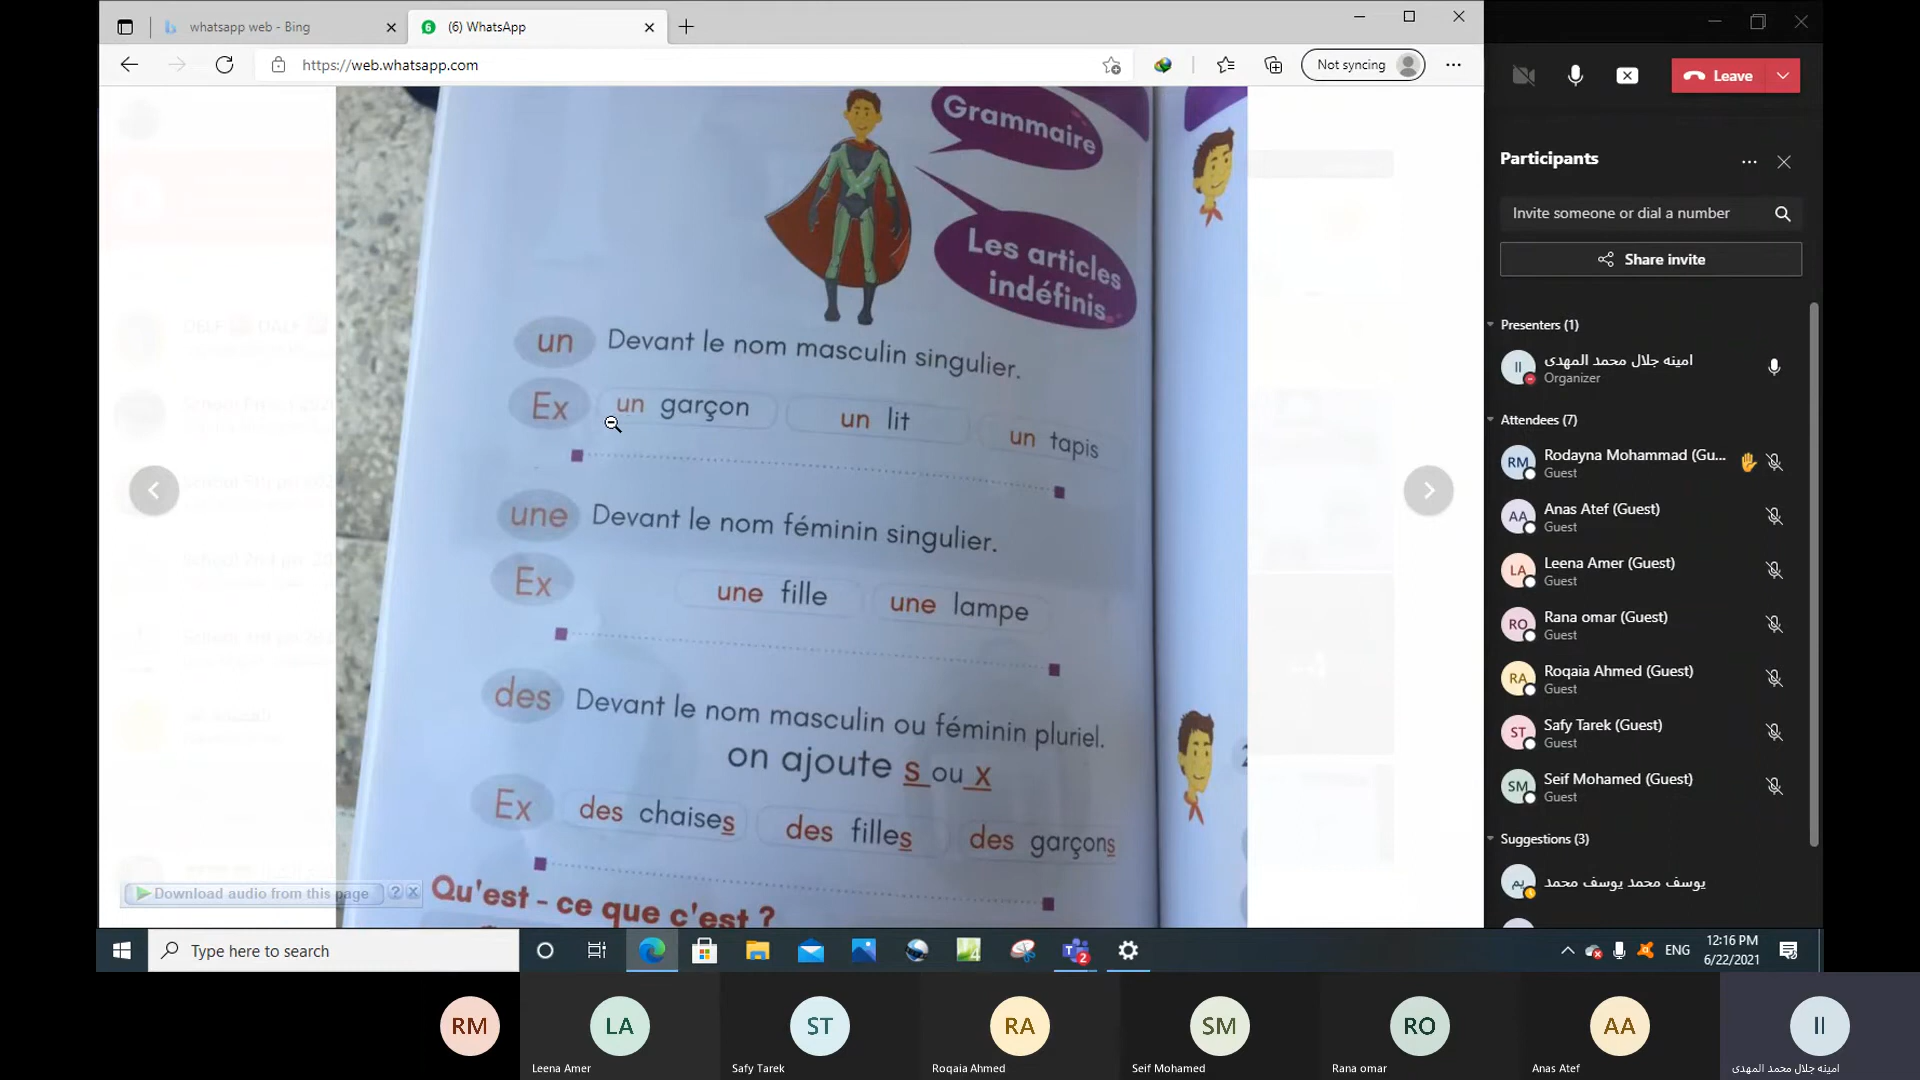 whatsapp web - Bing
(6) WhatsApp
https://web.whatsapp.com
Not syncing
Grammaire
Les articles
indéfinis
un Devant le nom masculin singulier.
Ex un garçon un lit un tapis
une Devant le nom féminin singulier.
Ex une fille une lampe
des Devant le nom masculin ou féminin pluriel.
on ajoute s ou x
Ex des chaises des filles des garçons
Qu'est - ce que c'est ?
Download audio from this page
Leave
Participants
Invite someone or dial a number
Share invite
Presenters (1)
II امينه جلال محمد المهدى
Organizer
Attendees (7)
RM Rodayna Mohammad (Gu...
Guest
AA Anas Atef (Guest)
Guest
LA Leena Amer (Guest)
Guest
RO Rana omar (Guest)
Guest
RA Roqaia Ahmed (Guest)
Guest
ST Safy Tarek (Guest)
Guest
SM Seif Mohamed (Guest)
Guest
Suggestions (3)
يوسف محمد يوسف محمد
Type here to search
ENG
12:16 PM
6/22/2021
RM
LA
Leena Amer
ST
Safy Tarek
RA
Roqaia Ahmed
SM
Seif Mohamed
RO
Rana omar
AA
Anas Atef
II
امينه جلال محمد المهدى